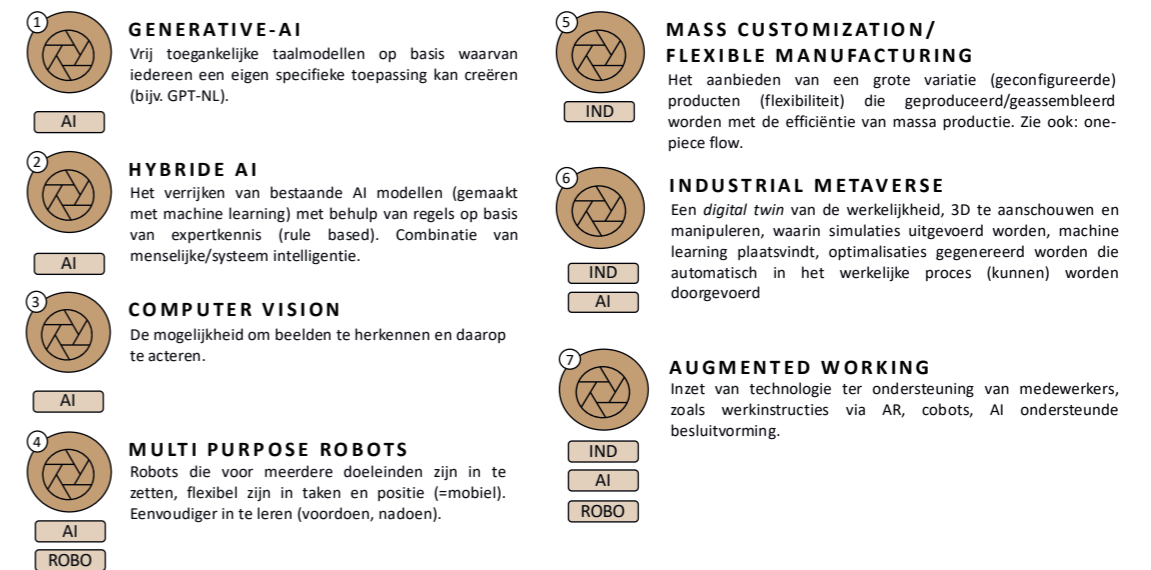 1
GENERATIVE-AI
Vrij toegankelijke taalmodellen op basis waarvan
iedereen een eigen specifieke toepassing kan creëren
(bijv. GPT-NL).
AI
2
HYBRIDE AI
Het verrijken van bestaande AI modellen (gemaakt
met machine learning) met behulp van regels op basis
van expertkennis (rule based). Combinatie van
menselijke/systeem intelligentie.
AI
3
COMPUTER VISION
De mogelijkheid om beelden te herkennen en daarop
te acteren.
AI
4
MULTI PURPOSE ROBOTS
Robots die voor meerdere doeleinden zijn in te
zetten, flexibel zijn in taken en positie (=mobiel).
Eenvoudiger in te leren (voordoen, nadoen).
AI
ROBO
5
MASS CUSTOMIZATION/
FLEXIBLE MANUFACTURING
Het aanbieden van een grote variatie (geconfigureerde)
producten (flexibiliteit) die geproduceerd/geassembleerd
worden met de efficiëntie van massa productie. Zie ook: one-
piece flow.
IND
6
INDUSTRIAL METAVERSE
Een digital twin van de werkelijkheid, 3D te aanschouwen en
manipuleren, waarin simulaties uitgevoerd worden, machine
learning plaatsvindt, optimalisaties gegenereerd worden die
automatisch in het werkelijke proces (kunnen) worden
doorgevoerd
IND
AI
7
AUGMENTED WORKING
Inzet van technologie ter ondersteuning van medewerkers,
zoals werkinstructies via AR, cobots, AI ondersteunde
besluitvorming.
IND
AI
ROBO